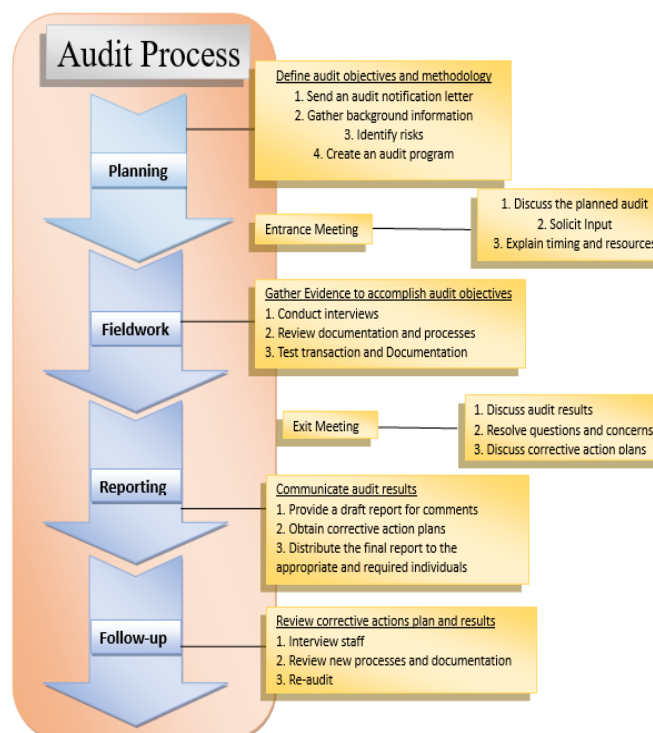 Audit Process
Define audit objectives and methodology
1. Send an audit notification letter
2. Gather background information
3. Identify risks
4. Create an audit program
Planning
Entrance Meeting
1. Discuss the planned audit
2. Solicit Input
3. Explain timing and resources
Gather Evidence to accomplish audit objectives
1. Conduct interviews
2. Review documentation and processes
3. Test transaction and Documentation
Fieldwork
Exit Meeting
1. Discuss audit results
2. Resolve questions and concerns
3. Discuss corrective action plans
Reporting
Communicate audit results
1. Provide a draft report for comments
2. Obtain corrective action plans
3. Distribute the final report to the
appropriate and required individuals
Follow-up
Review corrective actions plan and results
1. Interview staff
2. Review new processes and documentation
3. Re-audit